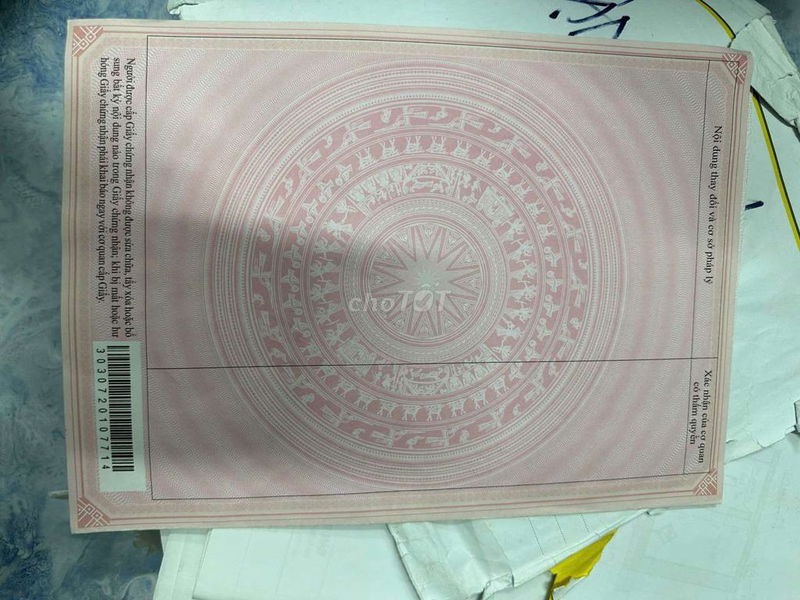 Nội dung thay đổi và cơ sở pháp lý
Xác nhận của cơ quan
có thẩm quyền
choTỐT
Người được cấp Giấy chứng nhận không được sửa chữa, tẩy xóa hoặc bổ
sung bất kỳ nội dung nào trong Giấy chứng nhận; khi bị mất hoặc hư
hỏng Giấy chứng nhận phải khai báo ngay với cơ quan cấp Giấy.
3030720107714